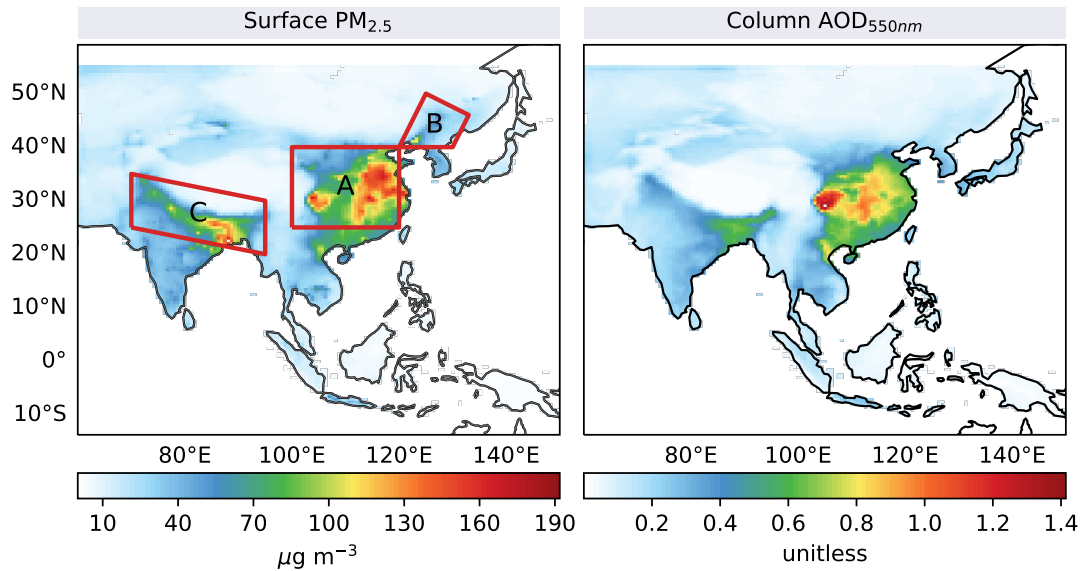 Surface PM₂.₅
Column AOD₅₅₀ₙₘ
50°N
40°N
30°N
20°N
10°N
0°
10°S
B
A
C
80°E 100°E 120°E 140°E
80°E 100°E 120°E 140°E
10 40 70 100 130 160 190
μg m⁻³
0.2 0.4 0.6 0.8 1.0 1.2 1.4
unitless